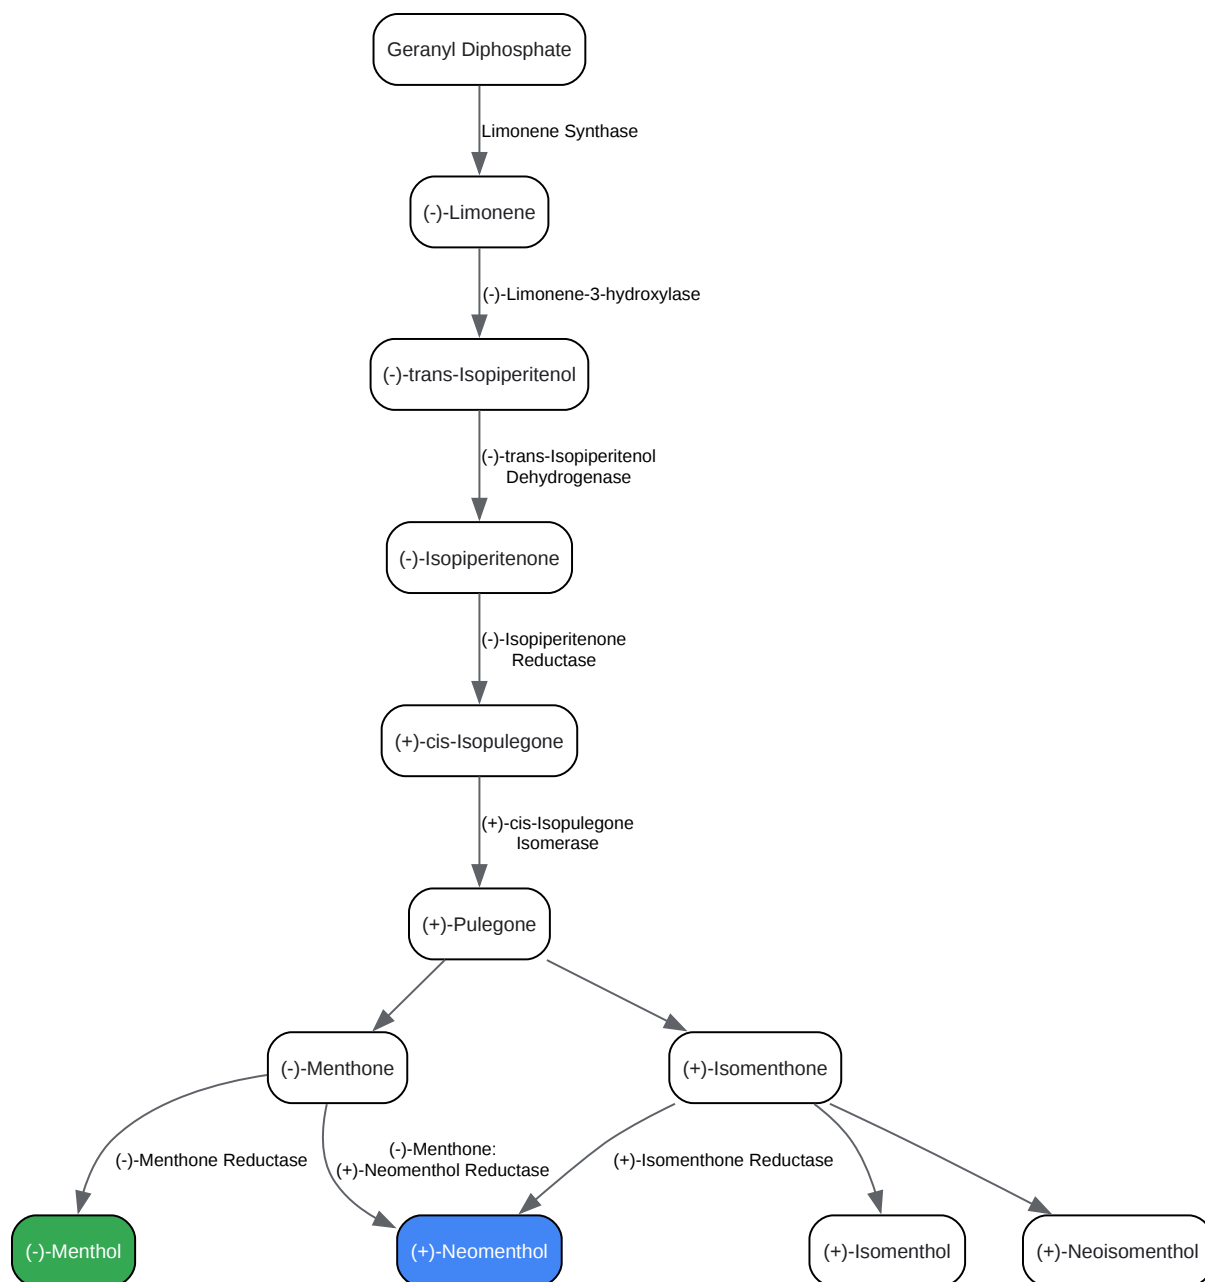 Geranyl Diphosphate
Limonene Synthase
(-)-Limonene
(-)-Limonene-3-hydroxylase
(-)-trans-Isopiperitenol
(-)-trans-Isopiperitenol
Dehydrogenase
(-)-Isopiperitenone
(-)-Isopiperitenone
Reductase
(+)-cis-Isopulegone
(+)-cis-Isopulegone
Isomerase
(+)-Pulegone
(-)-Menthone
(+)-Isomenthone
(-)-Menthone Reductase
(-)-Menthone:
(+)-Neomenthol Reductase
(+)-Isomenthone Reductase
(-)-Menthol
(+)-Neomenthol
(+)-Isomenthol
(+)-Neoisomenthol